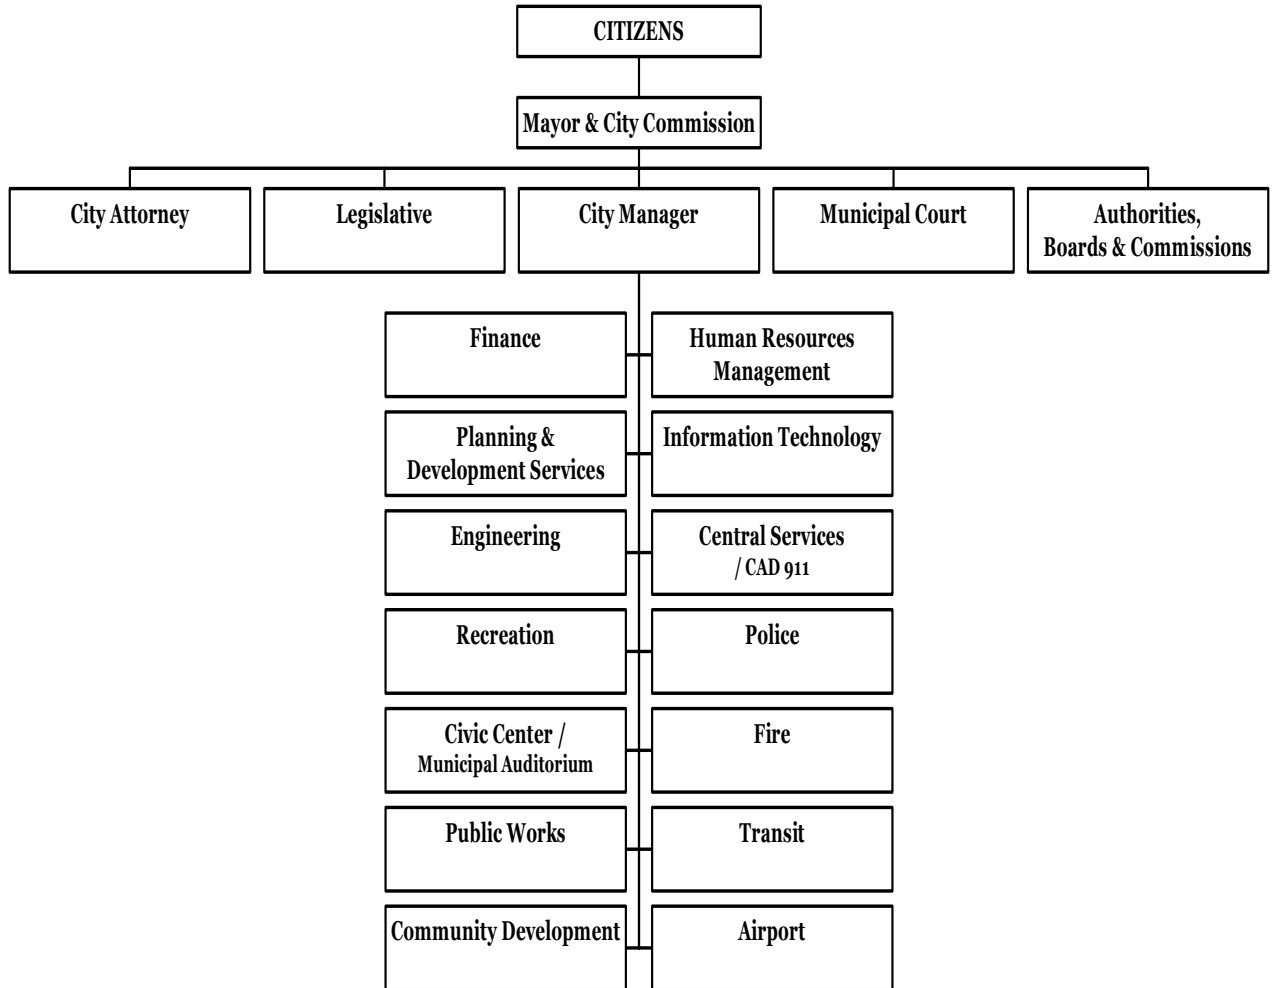 CITIZENS
Mayor & City Commission
City Attorney
Legislative
City Manager
Municipal Court
Authorities,
Boards & Commissions
Finance
Human Resources
Management
Planning &
Development Services
Information Technology
Engineering
Central Services
/ CAD 911
Recreation
Police
Civic Center /
Municipal Auditorium
Fire
Public Works
Transit
Community Development
Airport